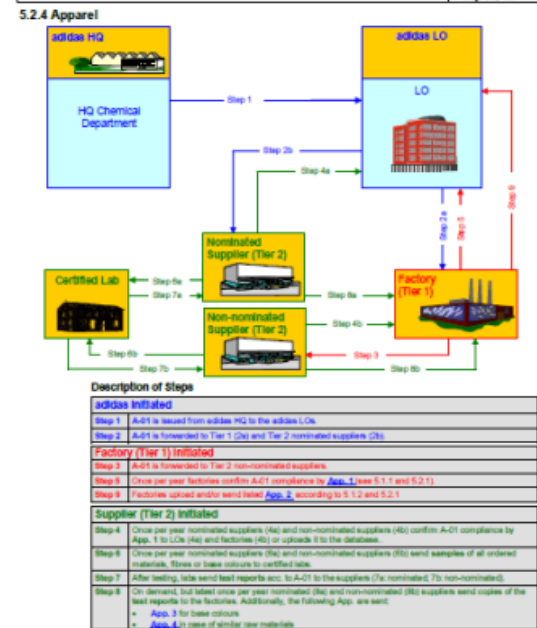 5.2.4 Apparel
adidas HQ
adidas LO
HQ Chemical
Department
LO
Step 1
Step 2b
Step 4a
Step 2a
Step 5
Step 9
Nominated
Supplier (Tier 2)
Certified Lab
Factory
(Tier 1)
Step 6a
Step 7a
Step 8a
Non-nominated
Supplier (Tier 2)
Step 4b
Step 6b
Step 3
Step 7b
Step 8b
Description of Steps
adidas Initiated
Step 1 A-01 is issued from adidas HQ to the adidas LOs.
Step 2 A-01 is forwarded to Tier 1 (2a) and Tier 2 nominated suppliers (2b).
Factory (Tier 1) Initiated
Step 3 A-01 is forwarded to Tier 2 non-nominated suppliers.
Step 5 Once per year factories confirm A-01 compliance by App. 1 (see 5.1.1 and 5.2.1)
Step 9 Factories upload and/or send listed App. 2 according to 5.1.2 and 5.2.1
Supplier (Tier 2) Initiated
Step 4 Once per year nominated suppliers (4a) and non-nominated suppliers (4b) confirm A-01 compliance by
App. 1 to LOs (4a) and factories (4b) or uploads it to the database..
Step 6 Once per year nominated suppliers (6a) and non-nominated suppliers (6b) send samples of all ordered
materials, fibres or base colours to certified labs.
Step 7 After testing, labs send test reports acc. to A-01 to the suppliers (7a: nominated, 7b: non-nominated).
Step 8 On demand, but latest once per year nominated (8a) and non-nominated (8b) suppliers send copies of the
test reports to the factories. Additionally, the following App. are sent:
• App. 3 for base colours
• App. 4 in case of similar raw materials